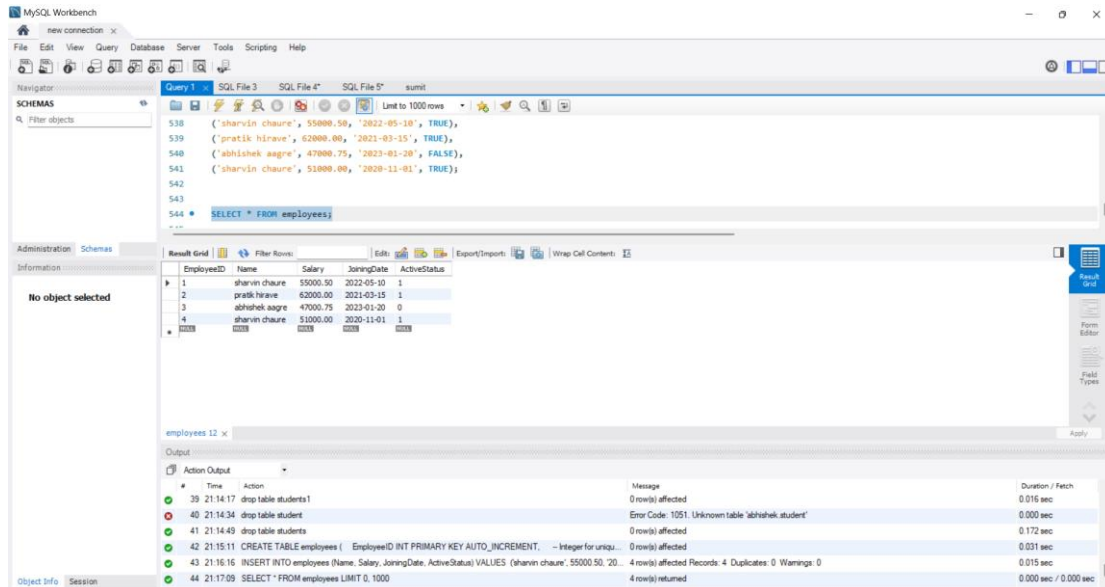 MySQL Workbench
new connection ×
File Edit View Query Database Server Tools Scripting Help
Navigator
SCHEMAS
Filter objects
Administration Schemas
Information
No object selected
Object Info Session
Query 1 × SQL File 3 SQL File 4* SQL File 5* sumit
Limit to 1000 rows
538 ('sharvin chaure', 55000.50, '2022-05-10', TRUE),
539 ('pratik hirave', 62000.00, '2021-03-15', TRUE),
540 ('abhishek aagre', 47000.75, '2023-01-20', FALSE),
541 ('sharvin chaure', 51000.00, '2020-11-01', TRUE);
542
543
544 SELECT * FROM employees;
Result Grid Filter Rows: Edit: Export/Import: Wrap Cell Content:
EmployeeID Name Salary JoiningDate ActiveStatus
1 sharvin chaure 55000.50 2022-05-10 1
2 pratik hirave 62000.00 2021-03-15 1
3 abhishek aagre 47000.75 2023-01-20 0
4 sharvin chaure 51000.00 2020-11-01 1
NULL NULL NULL NULL NULL
Result
Grid
Form
Editor
Field
Types
employees 12 ×
Apply
Output
Action Output
# Time Action Message Duration / Fetch
39 21:14:17 drop table students1 0 row(s) affected 0.016 sec
40 21:14:34 drop table student Error Code: 1051. Unknown table 'abhishek.student' 0.000 sec
41 21:14:49 drop table students 0 row(s) affected 0.172 sec
42 21:15:11 CREATE TABLE employees ( EmployeeID INT PRIMARY KEY AUTO_INCREMENT, -- Integer for uniqu... 0 row(s) affected 0.031 sec
43 21:16:16 INSERT INTO employees (Name, Salary, JoiningDate, ActiveStatus) VALUES ('sharvin chaure', 55000.50, '20... 4 row(s) affected Records: 4 Duplicates: 0 Warnings: 0 0.015 sec
44 21:17:09 SELECT * FROM employees LIMIT 0, 1000 4 row(s) returned 0.000 sec / 0.000 sec